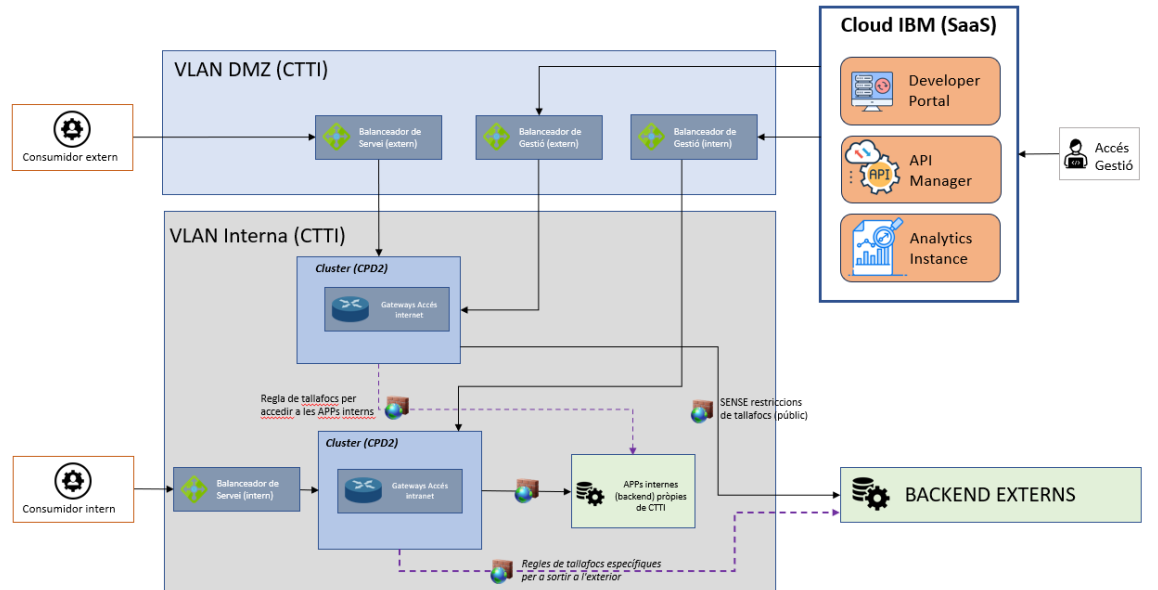 Cloud IBM (SaaS)
Developer
Portal
API
API
Manager
Analytics
Instance
Accés
Gestió
VLAN DMZ (CTTI)
Consumidor extern
Balanceador de
Servei (extern)
Balanceador de
Gestió (extern)
Balanceador de
Gestió (intern)
VLAN Interna (CTTI)
Cluster (CPD2)
Gateways Accés
internet
Regla de tallafocs per
accedir a les APPs interns
SENSE restriccions
de tallafocs (públic)
Cluster (CPD2)
Gateways Accés
intranet
Consumidor intern
Balanceador de
Servei (intern)
APPs internes
(backend) pròpies
de CTTI
BACKEND EXTERNS
Regles de tallafocs específiques
per a sortir a l'exterior